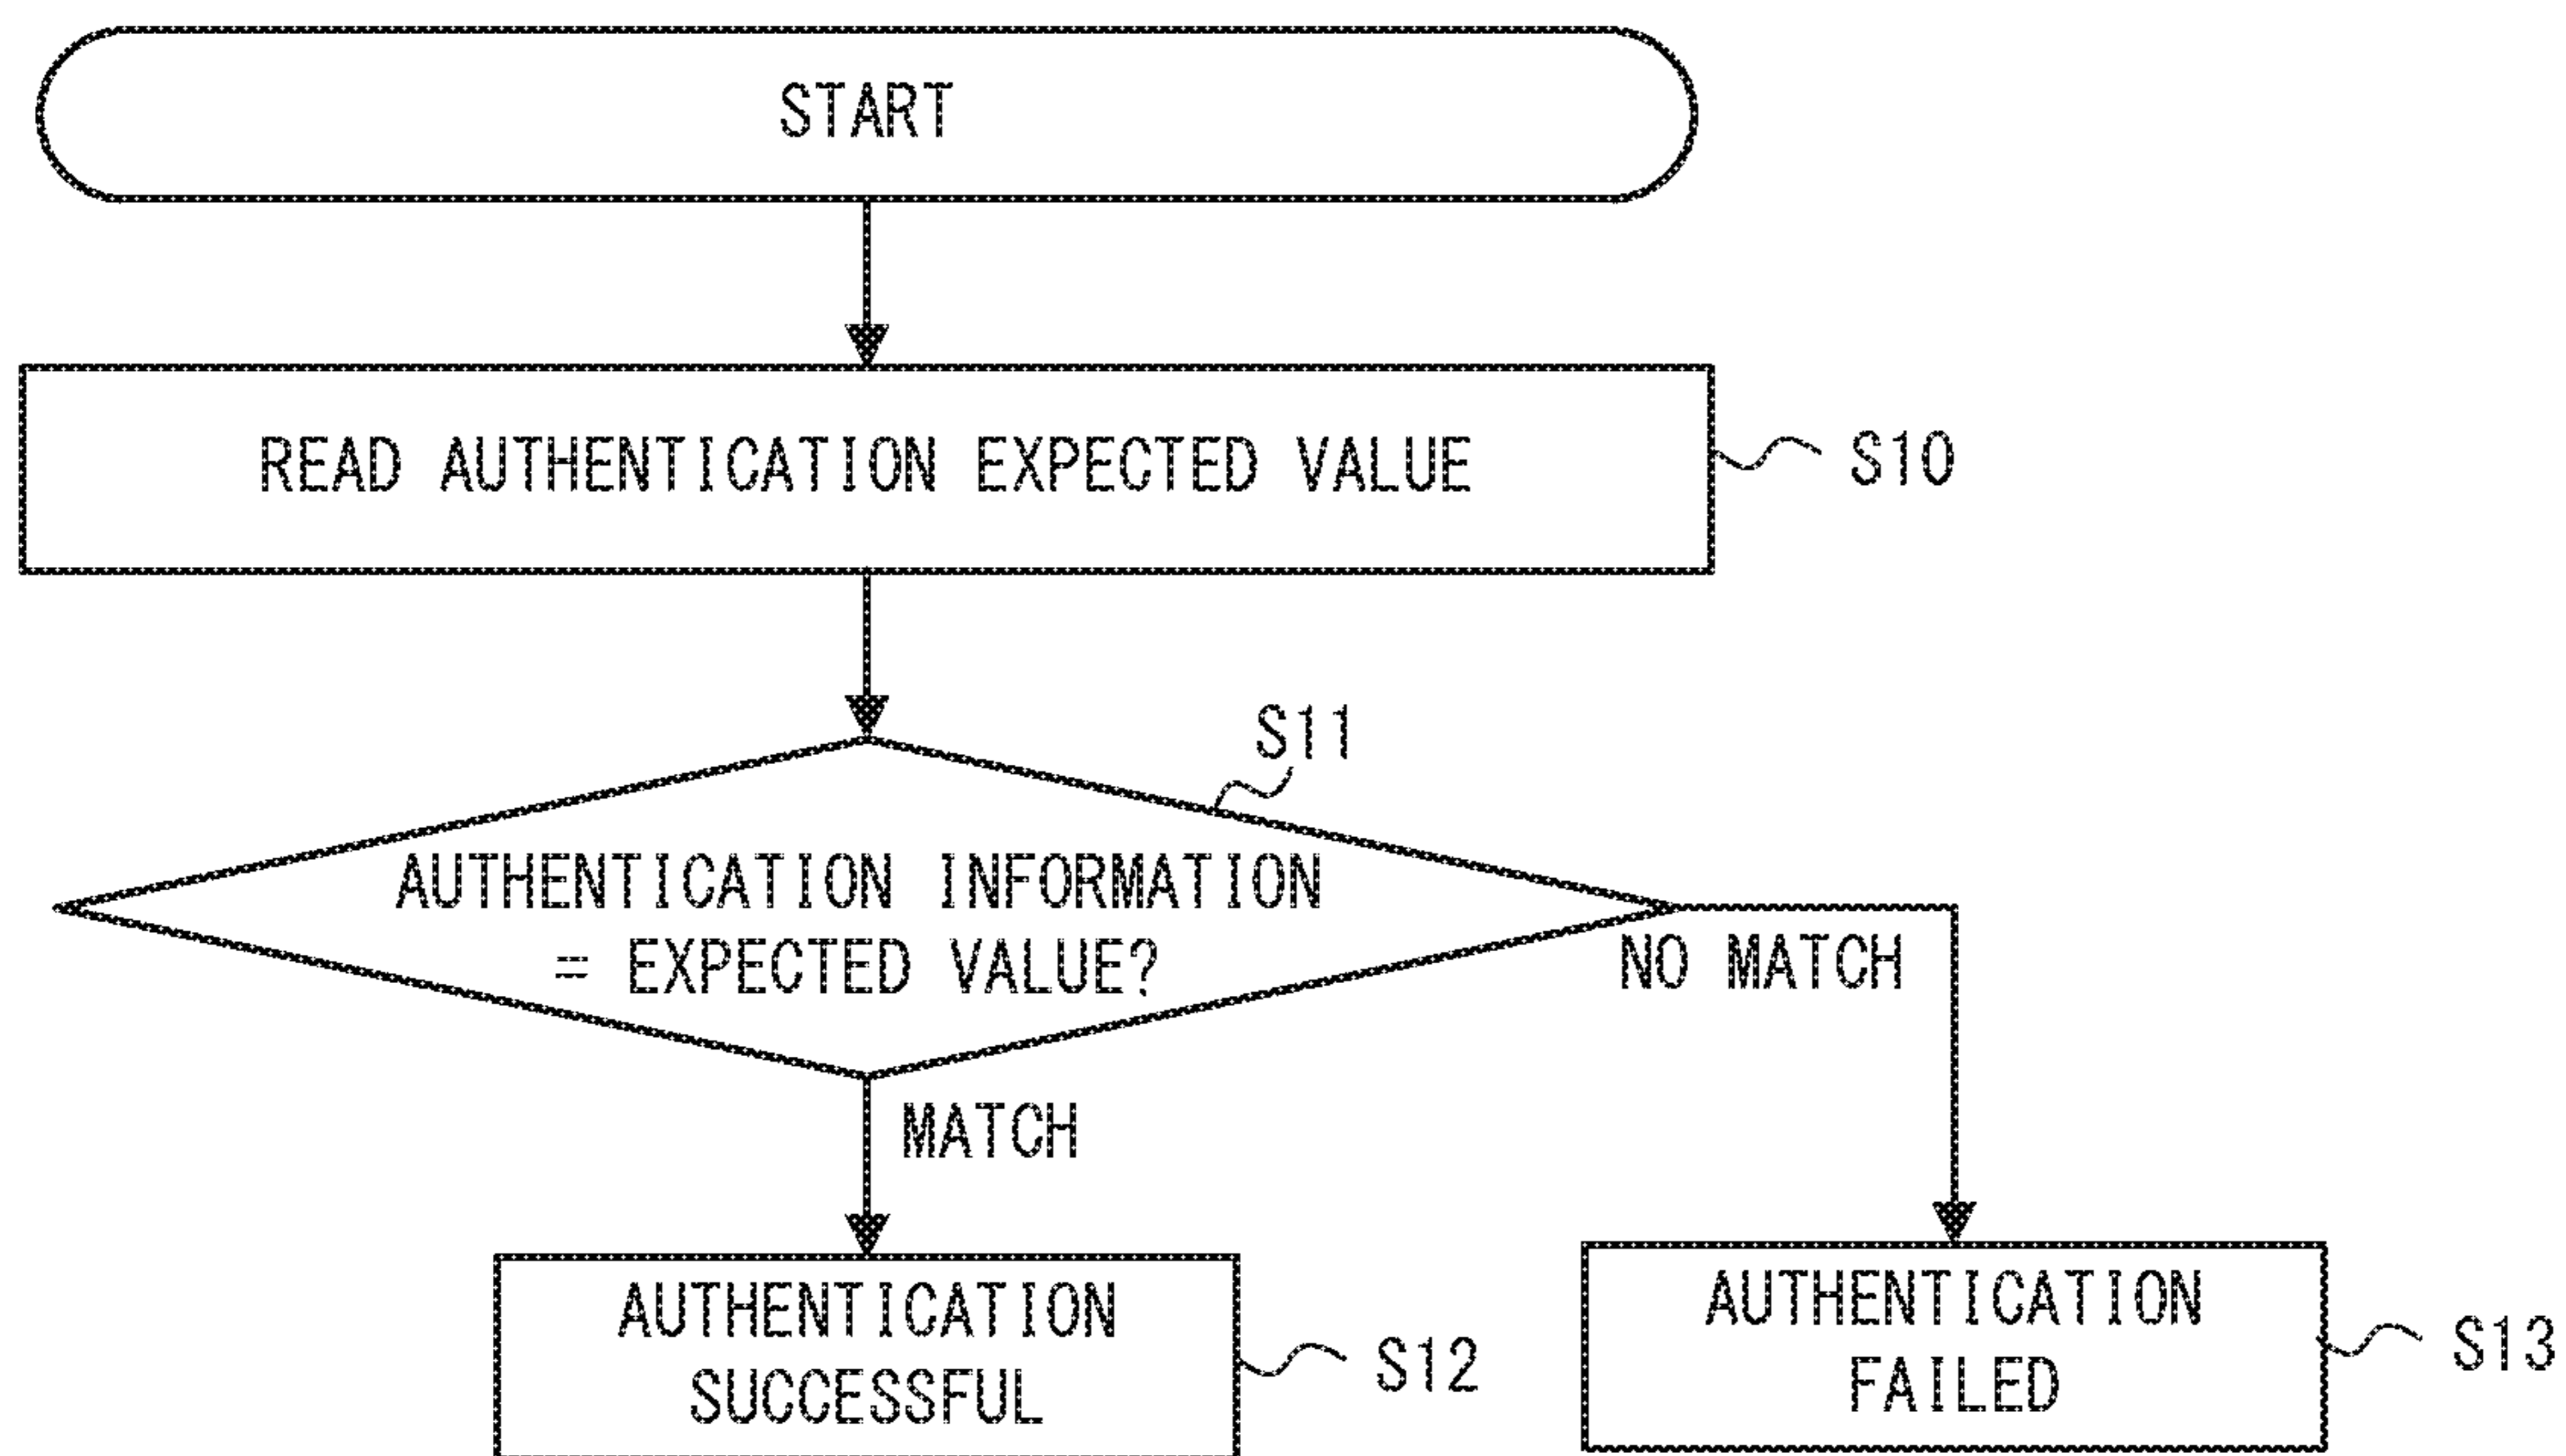 START
READ AUTHENTICATION EXPECTED VALUE
S10
S11
AUTHENTICATION INFORMATION
= EXPECTED VALUE?
NO MATCH
MATCH
AUTHENTICATION
SUCCESSFUL
S12
AUTHENTICATION
FAILED
S13